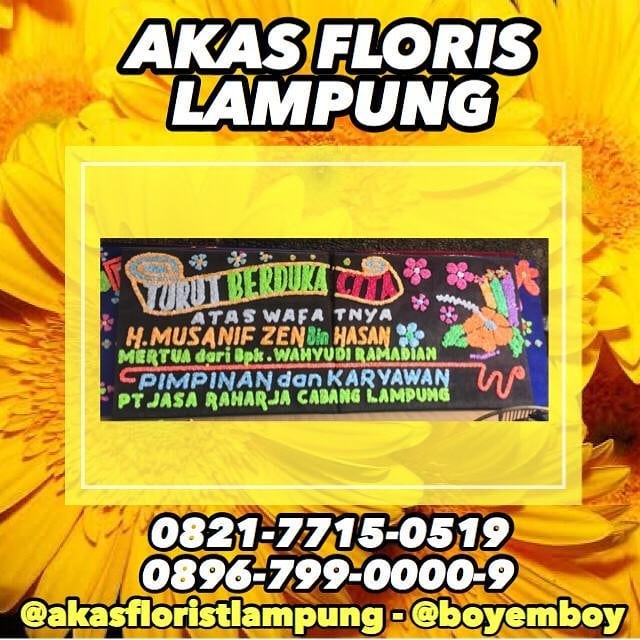 AKAS FLORIS
LAMPUNG
TURUT BERDUKA CITA
ATAS WAFATNYA
H.MUSANIF ZEN Bin HASAN
MERTUA dari Bpk.WAHYUDI RAMADIAN
PIMPINAN dan KARYAWAN
PT JASA RAHARJA CABANG LAMPUNG
0821-7715-0519
0896-799-0000-9
@akasfloristlampung - @boyemboy